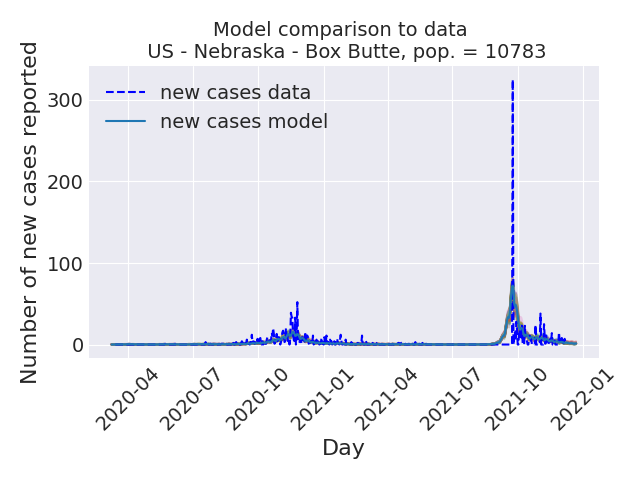 Model comparison to data
US - Nebraska - Box Butte, pop. = 10783
Number of new cases reported
300
200
100
0
new cases data
new cases model
2020-04
2020-07
2020-10
2021-01
2021-04
2021-07
2021-10
2022-01
Day